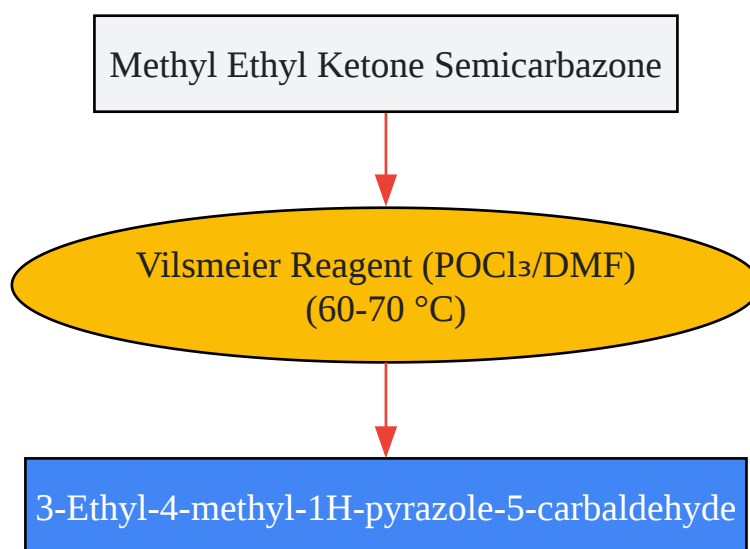 Methyl Ethyl Ketone Semicarbazone
Vilsmeier Reagent (POCl₃/DMF)
(60-70 °C)
3-Ethyl-4-methyl-1H-pyrazole-5-carbaldehyde